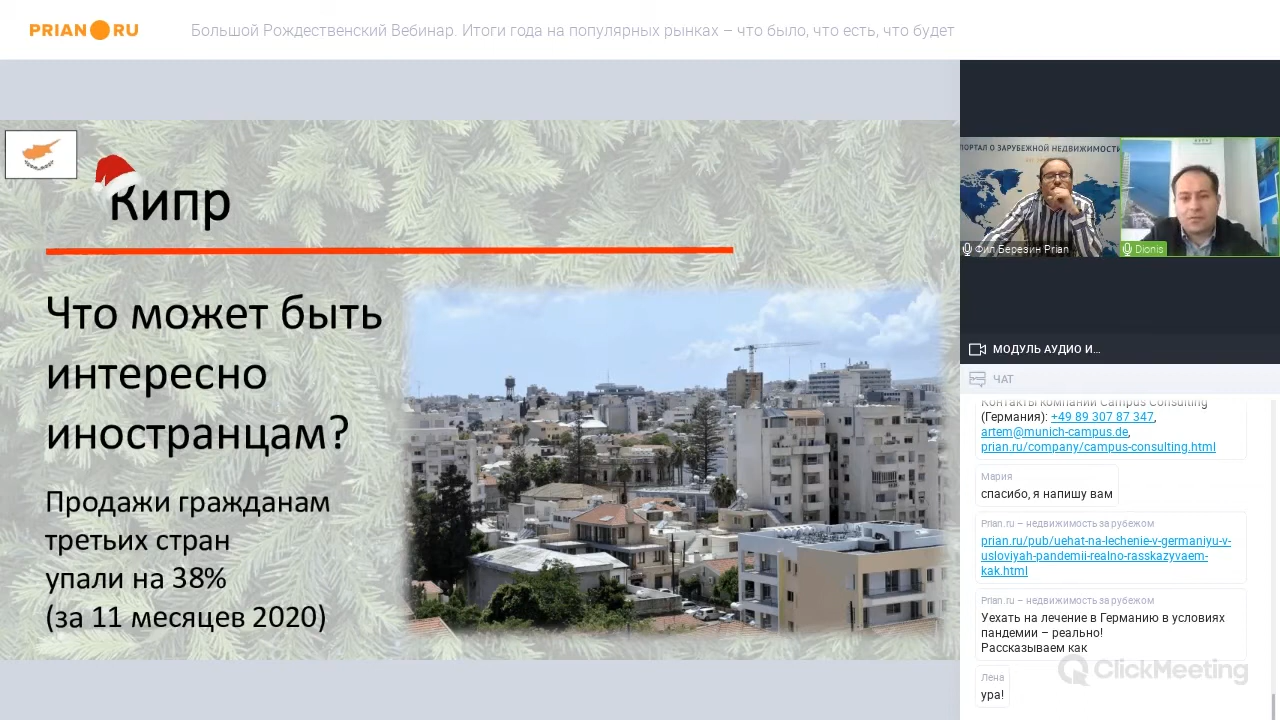 PRIAN RU
Большой Рождественский Вебинар. Итоги года на популярных рынках – что было, что есть, что будет
Кипр
Что может быть
интересно
иностранцам?
Продажи гражданам
третьих стран
упали на 38%
(за 11 месяцев 2020)
ПОРТАЛ О ЗАРУБЕЖНОЙ НЕДВИЖИМОСТИ
Фил Березин Prian
Dionis
МОДУЛЬ АУДИО И...
ЧАТ
Контакты компании Campus Consulting
(Германия): +49 89 307 87 347,
artem@munich-campus.de,
prian.ru/company/campus-consulting.html
Мария
спасибо, я напишу вам
Prian.ru – недвижимость за рубежом
prian.ru/pub/uehat-na-lechenie-v-germaniyu-v-
usloviyah-pandemii-realno-rasskazyvaem-
kak.html
Prian.ru – недвижимость за рубежом
Уехать на лечение в Германию в условиях
пандемии – реально!
Рассказываем как
ClickMeeting
Лена
ура!